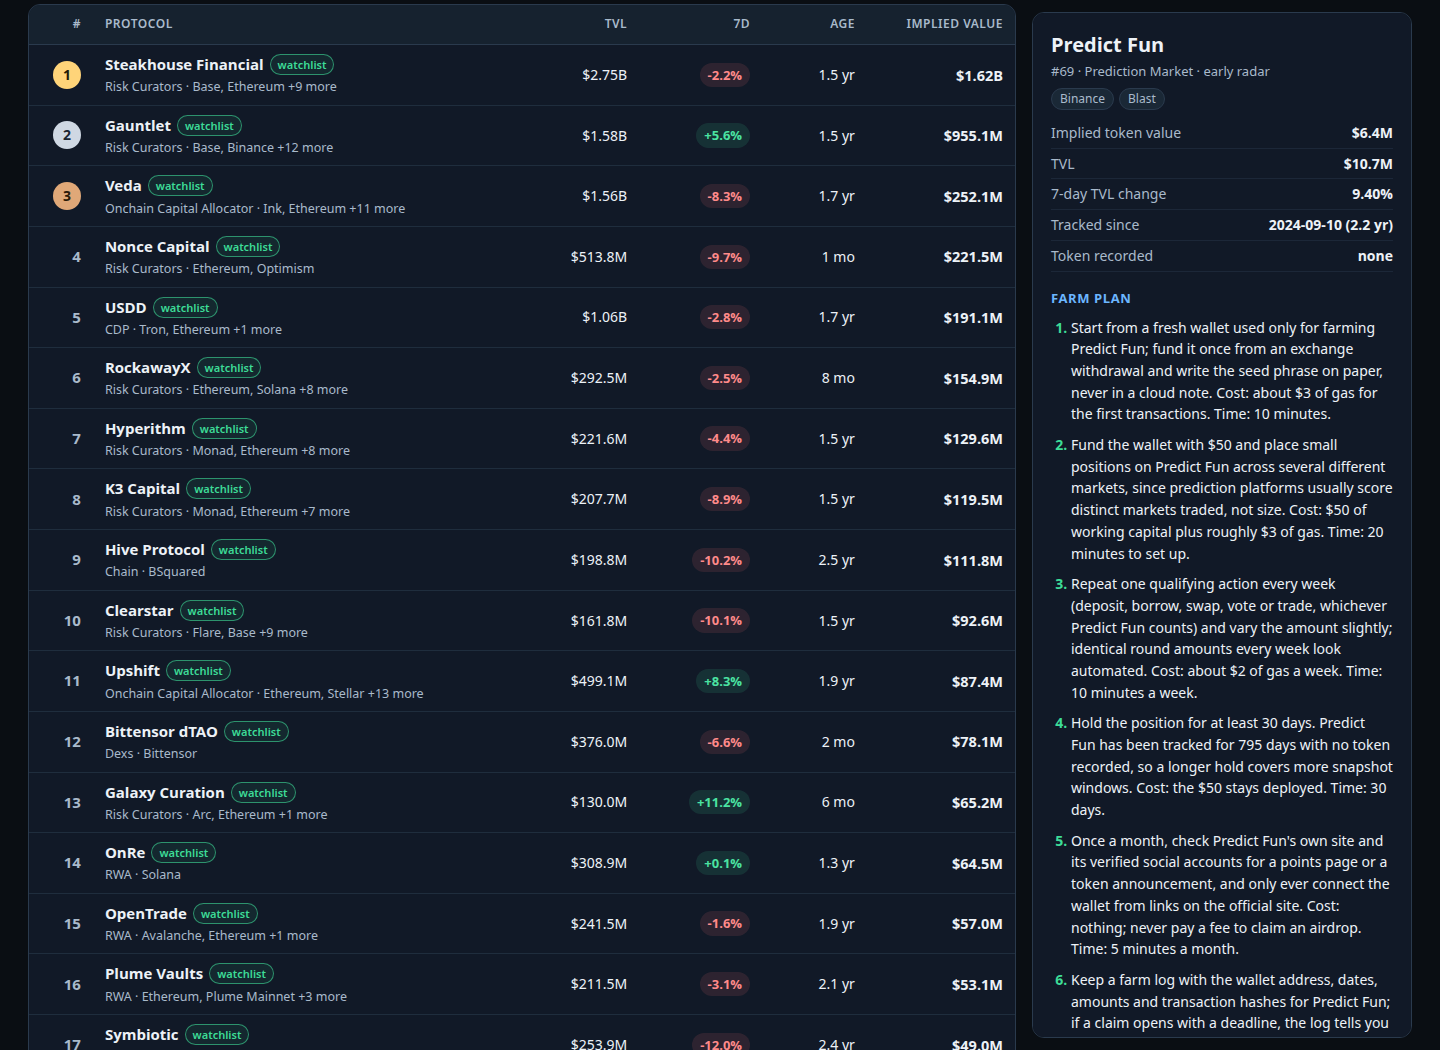 # PROTOCOL TVL 7D AGE IMPLIED VALUE
1 Steakhouse Financial watchlist $2.75B -2.2% 1.5 yr $1.62B
Risk Curators · Base, Ethereum +9 more
2 Gauntlet watchlist $1.58B +5.6% 1.5 yr $955.1M
Risk Curators · Base, Binance +12 more
3 Veda watchlist $1.56B -8.3% 1.7 yr $252.1M
Onchain Capital Allocator · Ink, Ethereum +11 more
4 Nonce Capital watchlist $513.8M -9.7% 1 mo $221.5M
Risk Curators · Ethereum, Optimism
5 USDD watchlist $1.06B -2.8% 1.7 yr $191.1M
CDP · Tron, Ethereum +1 more
6 RockawayX watchlist $292.5M -2.5% 8 mo $154.9M
Risk Curators · Ethereum, Solana +8 more
7 Hyperithm watchlist $221.6M -4.4% 1.5 yr $129.6M
Risk Curators · Monad, Ethereum +8 more
8 K3 Capital watchlist $207.7M -8.9% 1.5 yr $119.5M
Risk Curators · Monad, Ethereum +7 more
9 Hive Protocol watchlist $198.8M -10.2% 2.5 yr $111.8M
Chain · BSquared
10 Clearstar watchlist $161.8M -10.1% 1.5 yr $92.6M
Risk Curators · Flare, Base +9 more
11 Upshift watchlist $499.1M +8.3% 1.9 yr $87.4M
Onchain Capital Allocator · Ethereum, Stellar +13 more
12 Bittensor dTAO watchlist $376.0M -6.6% 2 mo $78.1M
Dexs · Bittensor
13 Galaxy Curation watchlist $130.0M +11.2% 6 mo $65.2M
Risk Curators · Arc, Ethereum +1 more
14 OnRe watchlist $308.9M +0.1% 1.3 yr $64.5M
RWA · Solana
15 OpenTrade watchlist $241.5M -1.6% 1.9 yr $57.0M
RWA · Avalanche, Ethereum +1 more
16 Plume Vaults watchlist $211.5M -3.1% 2.1 yr $53.1M
RWA · Ethereum, Plume Mainnet +3 more
17 Symbiotic watchlist $253.9M -12.0% 2.4 yr $49.0M
Predict Fun
#69 · Prediction Market · early radar
Binance Blast
Implied token value $6.4M
TVL $10.7M
7-day TVL change 9.40%
Tracked since 2024-09-10 (2.2 yr)
Token recorded none
FARM PLAN
1. Start from a fresh wallet used only for farming
Predict Fun; fund it once from an exchange
withdrawal and write the seed phrase on paper,
never in a cloud note. Cost: about $3 of gas for
the first transactions. Time: 10 minutes.
2. Fund the wallet with $50 and place small
positions on Predict Fun across several different
markets, since prediction platforms usually score
distinct markets traded, not size. Cost: $50 of
working capital plus roughly $3 of gas. Time: 20
minutes to set up.
3. Repeat one qualifying action every week
(deposit, borrow, swap, vote or trade, whichever
Predict Fun counts) and vary the amount slightly;
identical round amounts every week look
automated. Cost: about $2 of gas a week. Time:
10 minutes a week.
4. Hold the position for at least 30 days. Predict
Fun has been tracked for 795 days with no token
recorded, so a longer hold covers more snapshot
windows. Cost: the $50 stays deployed. Time: 30
days.
5. Once a month, check Predict Fun's own site and
its verified social accounts for a points page or a
token announcement, and only ever connect the
wallet from links on the official site. Cost:
nothing; never pay a fee to claim an airdrop.
Time: 5 minutes a month.
6. Keep a farm log with the wallet address, dates,
amounts and transaction hashes for Predict Fun;
if a claim opens with a deadline, the log tells you